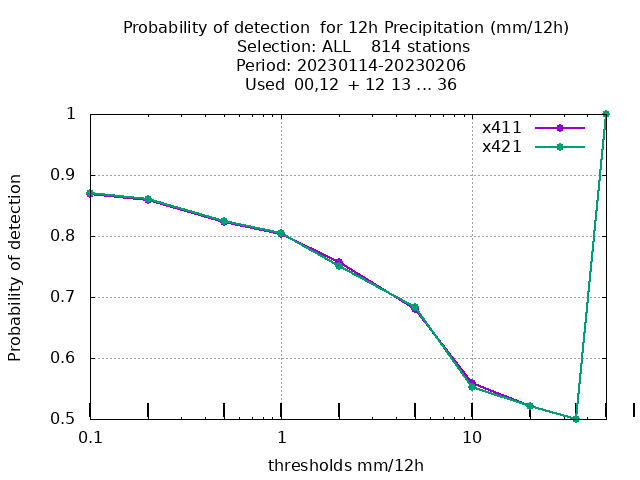 Probability of detection  for 12h Precipitation (mm/12h)
Selection: ALL    814 stations
Period: 20230114-20230206
Used  00,12  + 12 13 ... 36
x411
x421
1
0.9
0.8
0.7
0.6
0.5
Probability of detection
0.1
1
10
thresholds mm/12h